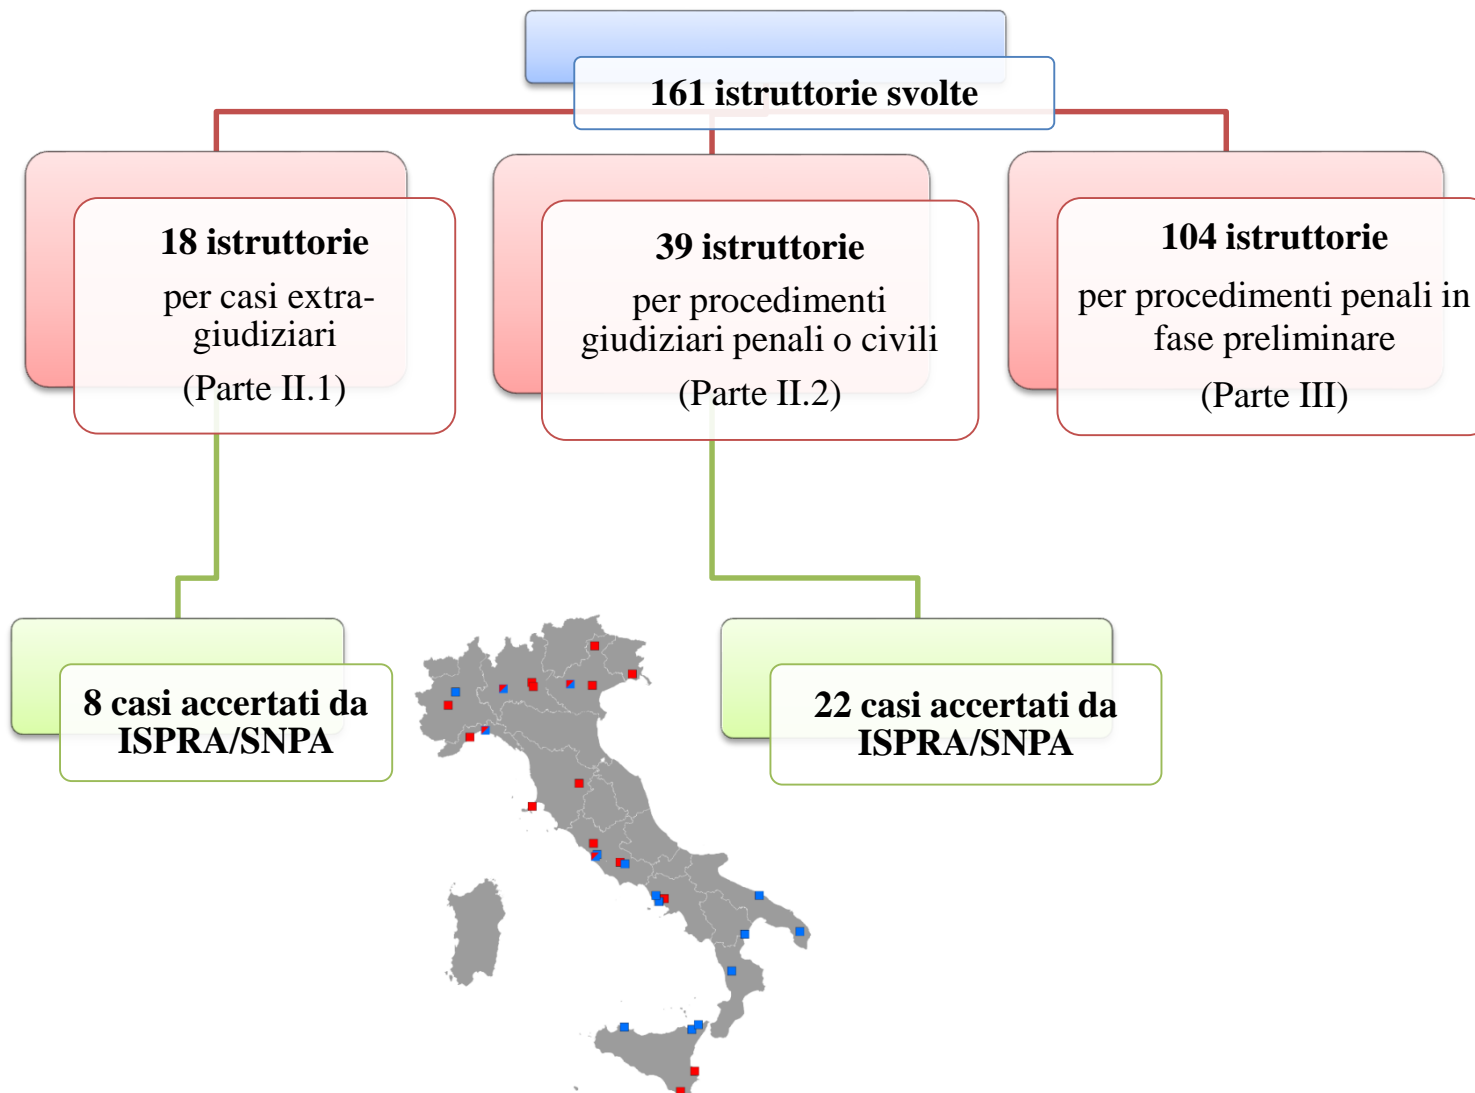 161 istruttorie svolte
18 istruttorie
per casi extra-
giudiziari
(Parte II.1)
39 istruttorie
per procedimenti
giudiziari penali o civili
(Parte II.2)
104 istruttorie
per procedimenti penali in
fase preliminare
(Parte III)
8 casi accertati da
ISPRA/SNPA
22 casi accertati da
ISPRA/SNPA